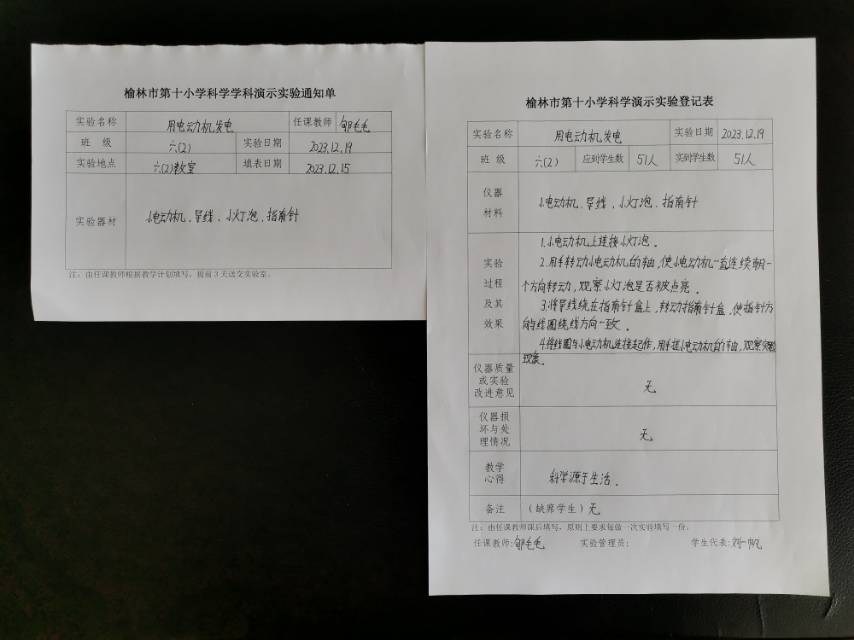 榆林市第十小学科学学科演示实验通知单
实验名称 用电动机发电 任课教师 郇毛毛
班 级 六(2) 实验日期 2023.12.19
实验地点 六(2)教室 填表日期 2023.12.15
实验器材 小电动机、导线、小灯泡、指南针
注：由任课教师根据教学计划填写，提前3天送交实验室。
榆林市第十小学科学演示实验登记表
实验名称 用电动机发电 实验日期 2023.12.19
班 级 六(2) 应到学生数 51人 实到学生数 51人
仪器
材料
小电动机、导线、小灯泡、指南针
实验
过程
及其
效果
1.小电动机上连接小灯泡。
2.用手转动小电动机的轴,使小电动机一直连续朝一
个方向转动,观察小灯泡是否被点亮。
3.将导线绕在指南针盒上,转动指南针盒,使指针方
向与线圈绕线方向一致。
4.将线圈与小电动机连接起来,用手搓小电动机的轴,观察实验
现象。
仪器质量
或实验
改进意见
无
仪器损
坏与处
理情况
无
教学
心得
科学源于生活。
备注 (缺席学生)无
注：由任课教师课后填写，原则上要求每做一次实验填写一份。
任课教师:郇毛毛 实验管理员: 学生代表:刘一帆